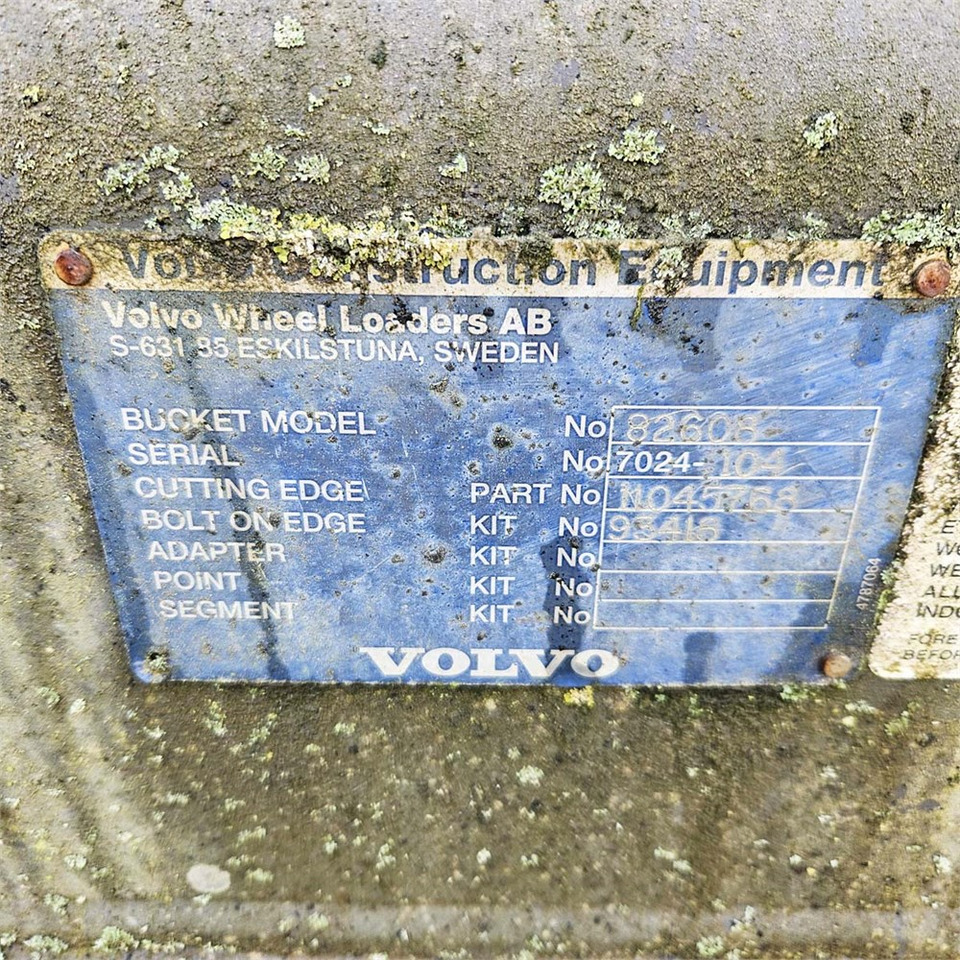 Volvo Construction Equipment
Volvo Wheel Loaders AB
S-631 85 ESKILSTUNA, SWEDEN
BUCKET MODEL No 82608
SERIAL No 7024-104
CUTTING EDGE PART No
BOLT ON EDGE KIT No 93416
ADAPTER KIT No
POINT KIT No
SEGMENT KIT No
4787084
VOLVO